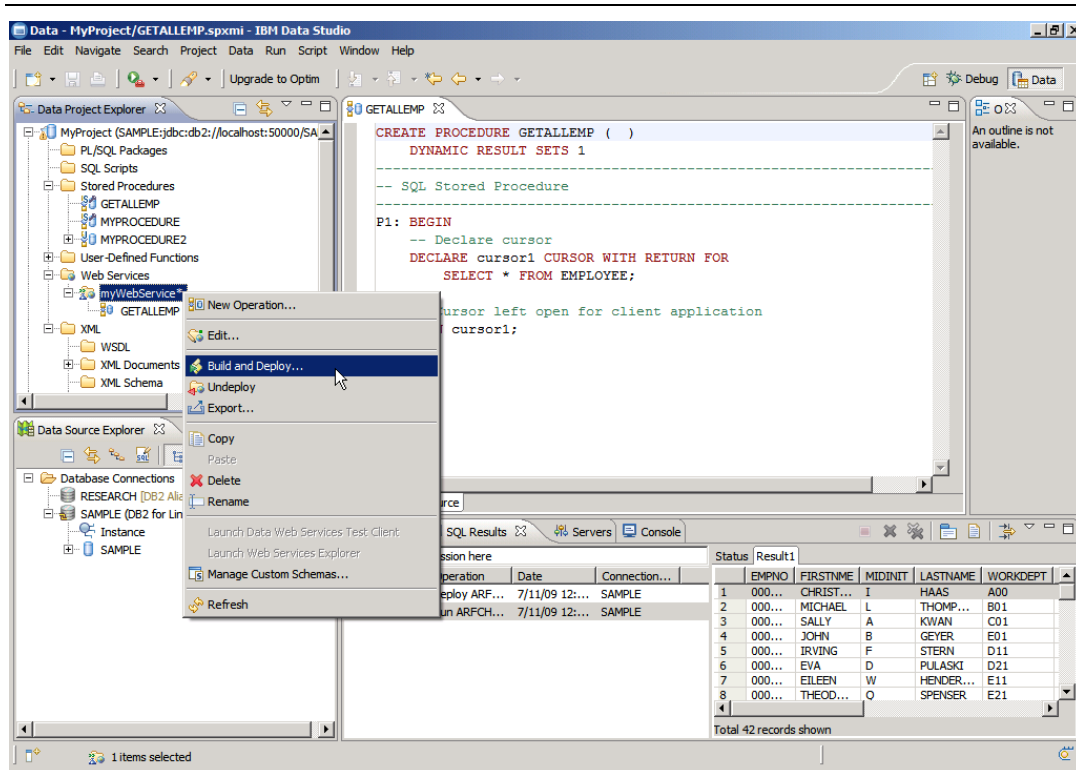 Data - MyProject/GETALLEMP.spxmi - IBM Data Studio
File Edit Navigate Search Project Data Run Script Window Help
Upgrade to Optim
Debug
Data
Data Project Explorer
MyProject (SAMPLE:jdbc:db2://localhost:50000/SA
PL/SQL Packages
SQL Scripts
Stored Procedures
GETALLEMP
MYPROCEDURE
MYPROCEDURE2
User-Defined Functions
Web Services
myWebService*
GETALLEMP
XML
WSDL
XML Documents
XML Schema
GETALLEMP
CREATE PROCEDURE GETALLEMP ( )
DYNAMIC RESULT SETS 1
------------------------------------------------------------------------
-- SQL Stored Procedure
------------------------------------------------------------------------
P1: BEGIN
-- Declare cursor
DECLARE cursor1 CURSOR WITH RETURN FOR
SELECT * FROM EMPLOYEE;
ursor left open for client application
cursor1;
An outline is not
available.
New Operation...
Edit...
Build and Deploy...
Undeploy
Export...
Copy
Paste
Delete
Rename
Launch Data Web Services Test Client
Launch Web Services Explorer
Manage Custom Schemas...
Refresh
Data Source Explorer
Database Connections
RESEARCH [DB2 Alia
SAMPLE (DB2 for Lin
Instance
SAMPLE
rce
SQL Results
Servers
Console
ssion here
Operation Date Connection...
eploy ARF... 7/11/09 12:... SAMPLE
un ARFCH... 7/11/09 12:... SAMPLE
Status Result1
EMPNO FIRSTNME MIDINIT LASTNAME WORKDEPT
1 000... CHRIST... I HAAS A00
2 000... MICHAEL L THOMP... B01
3 000... SALLY A KWAN C01
4 000... JOHN B GEYER E01
5 000... IRVING F STERN D11
6 000... EVA D PULASKI D21
7 000... EILEEN W HENDER... E11
8 000... THEOD... Q SPENSER E21
Total 42 records shown
1 items selected